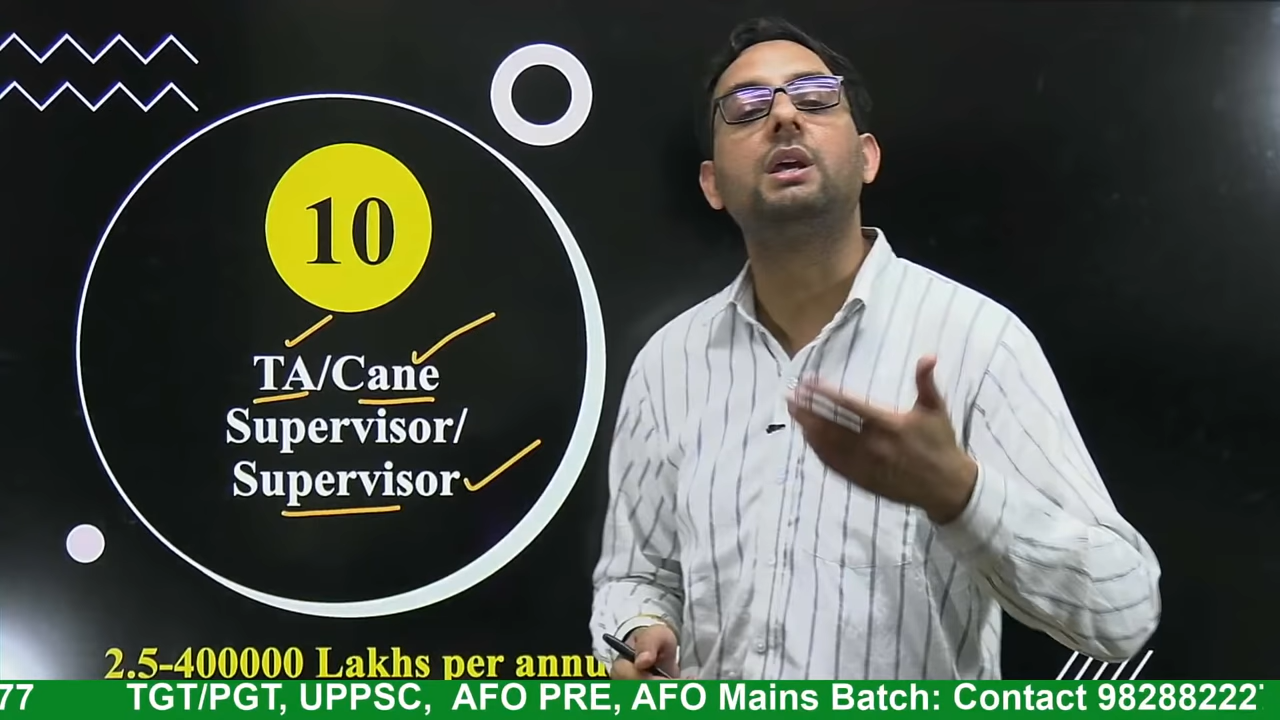 10
TA/Cane
Supervisor/
Supervisor
2.5-400000 Lakhs per annu
77 TGT/PGT, UPPSC, AFO PRE, AFO Mains Batch: Contact 982882227